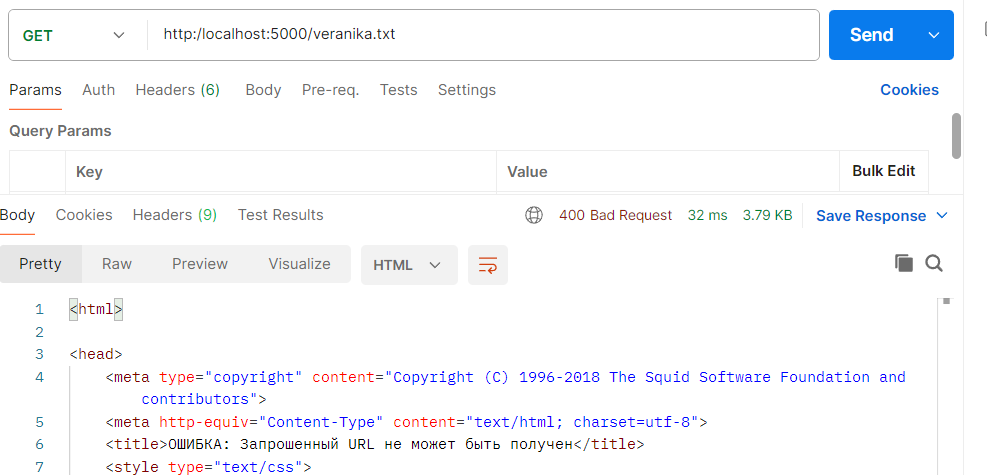 GET http:/localhost:5000/veranika.txt Send
Params Auth Headers (6) Body Pre-req. Tests Settings Cookies
Query Params
Key Value Bulk Edit
Body Cookies Headers (9) Test Results 400 Bad Request 32 ms 3.79 KB Save Response
Pretty Raw Preview Visualize HTML
1 <html>
2
3 <head>
4 <meta type="copyright" content="Copyright (C) 1996-2018 The Squid Software Foundation and
contributors">
5 <meta http-equiv="Content-Type" content="text/html; charset=utf-8">
6 <title>ОШИБКА: Запрошенный URL не может быть получен</title>
7 <style type="text/css">